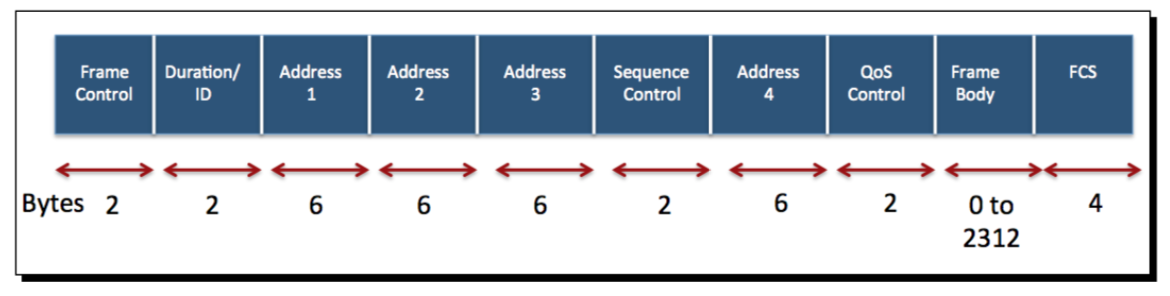 Frame Control
Duration/ ID
Address 1
Address 2
Address 3
Sequence Control
Address 4
QoS Control
Frame Body
FCS
Bytes 2 2 6 6 6 2 6 2 0 to 2312 4